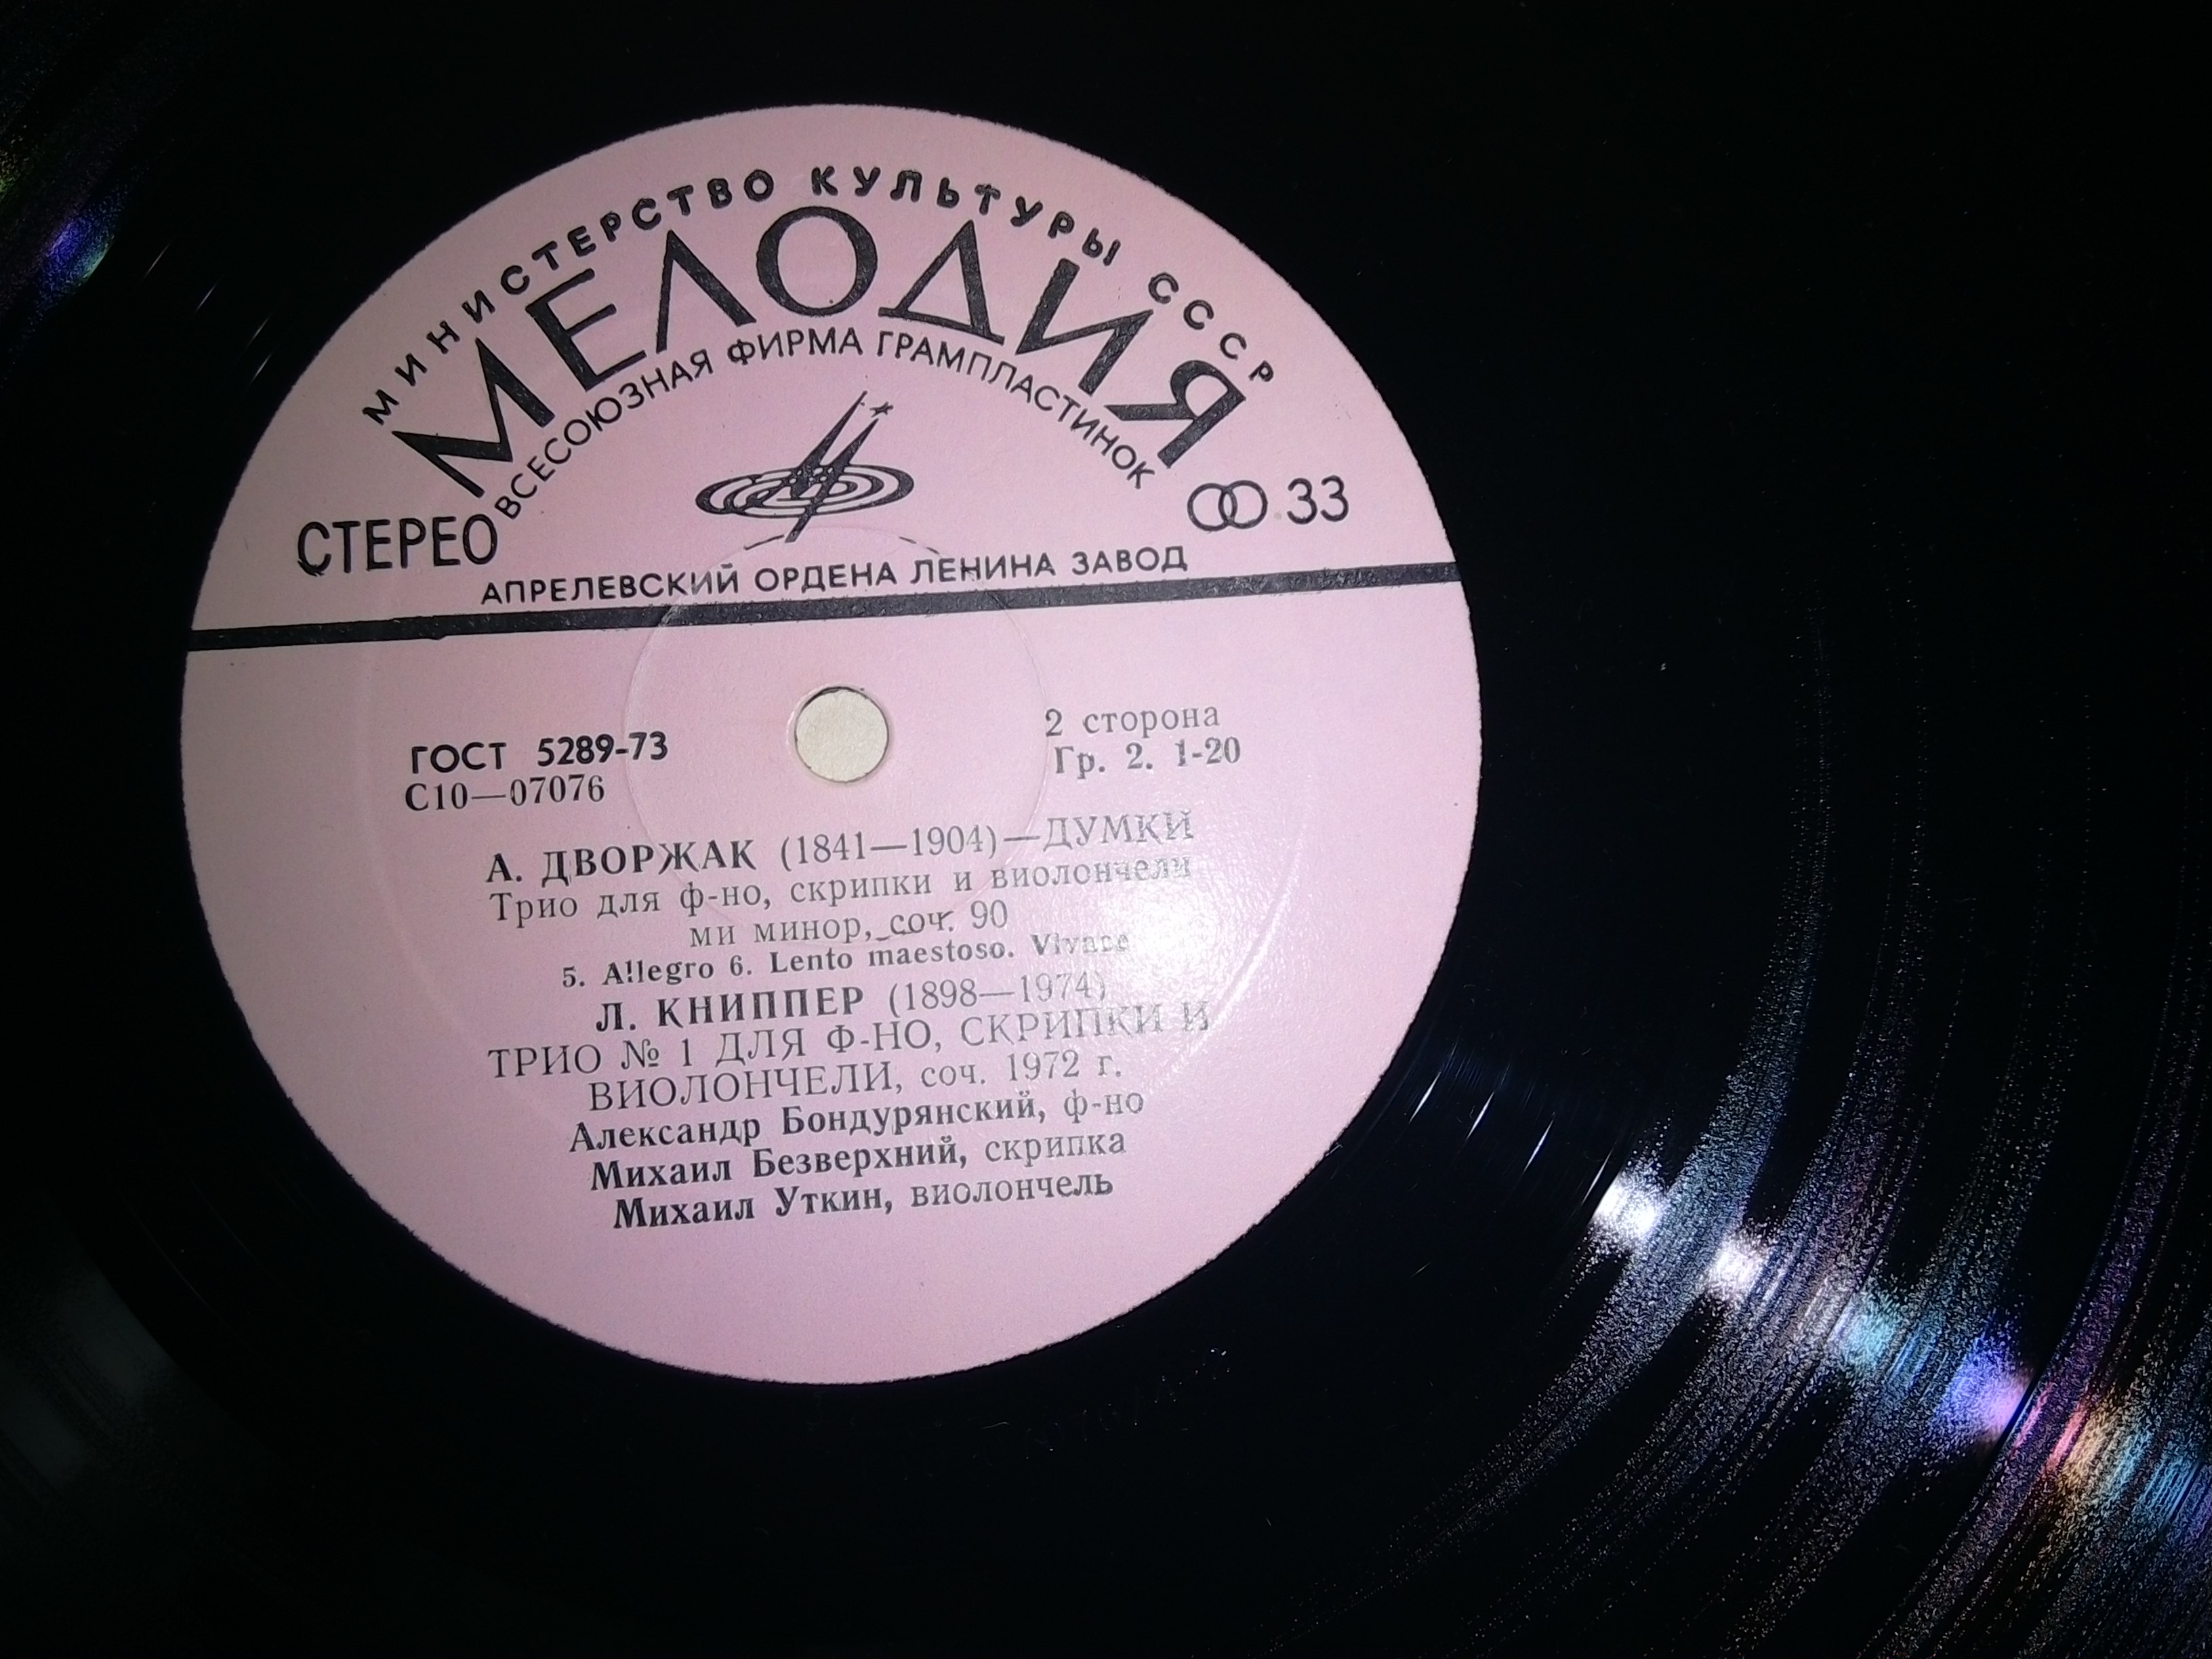 МИНИСТЕРСТВО КУЛЬТУРЫ СССР
МЕЛОДИЯ
ВСЕСОЮЗНАЯ ФИРМА ГРАМПЛАСТИНОК
СТЕРЕО
33
АПРЕЛЕВСКИЙ ОРДЕНА ЛЕНИНА ЗАВОД
ГОСТ 5289-73
С10—07076
2 сторона
Гр. 2. 1-20
А. ДВОРЖАК (1841—1904)—ДУМКИ
Трио для ф-но, скрипки и виолончели
ми минор, соч. 90
5. Allegro 6. Lento maestoso. Vivace
Л. КНИППЕР (1898—1974)
ТРИО № 1 ДЛЯ Ф-НО, СКРИПКИ И
ВИОЛОНЧЕЛИ, соч. 1972 г.
Александр Бондурянский, ф-но
Михаил Безверхний, скрипка
Михаил Уткин, виолончель